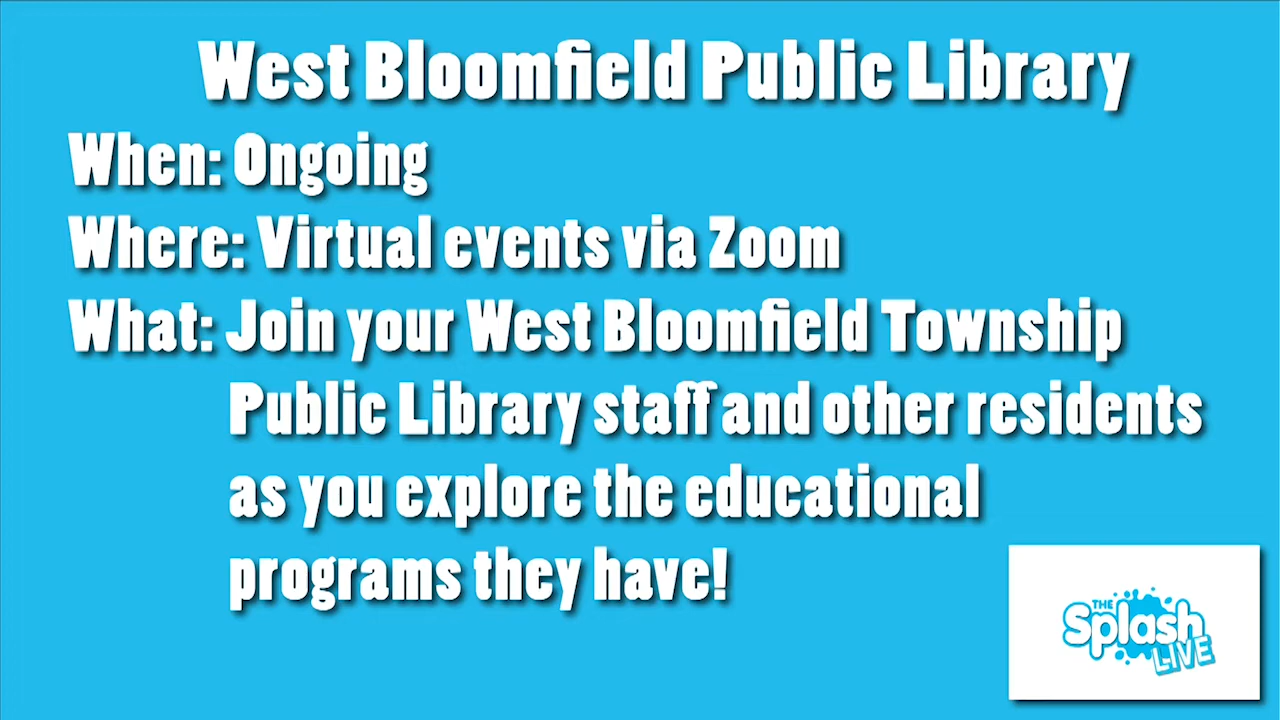 West Bloomfield Public Library
When: Ongoing
Where: Virtual events via Zoom
What: Join your West Bloomfield Township
Public Library staff and other residents
as you explore the educational
programs they have!
THE
Splash
LIVE